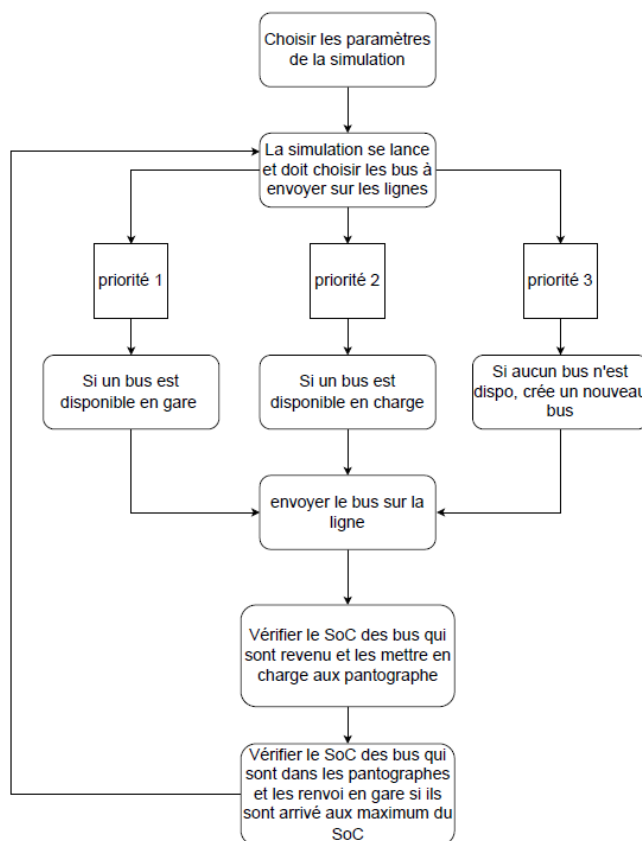 Choisir les paramètres
de la simulation
La simulation se lance
et doit choisir les bus à
envoyer sur les lignes
priorité 1
priorité 2
priorité 3
Si un bus est
disponible en gare
Si un bus est
disponible en charge
Si aucun bus n'est
dispo, crée un nouveau
bus
envoyer le bus sur la
ligne
Vérifier le SoC des bus qui
sont revenu et les mettre en
charge aux pantographe
Vérifier le SoC des bus qui
sont dans les pantographes
et les renvoi en gare si ils
sont arrivé aux maximum du
SoC